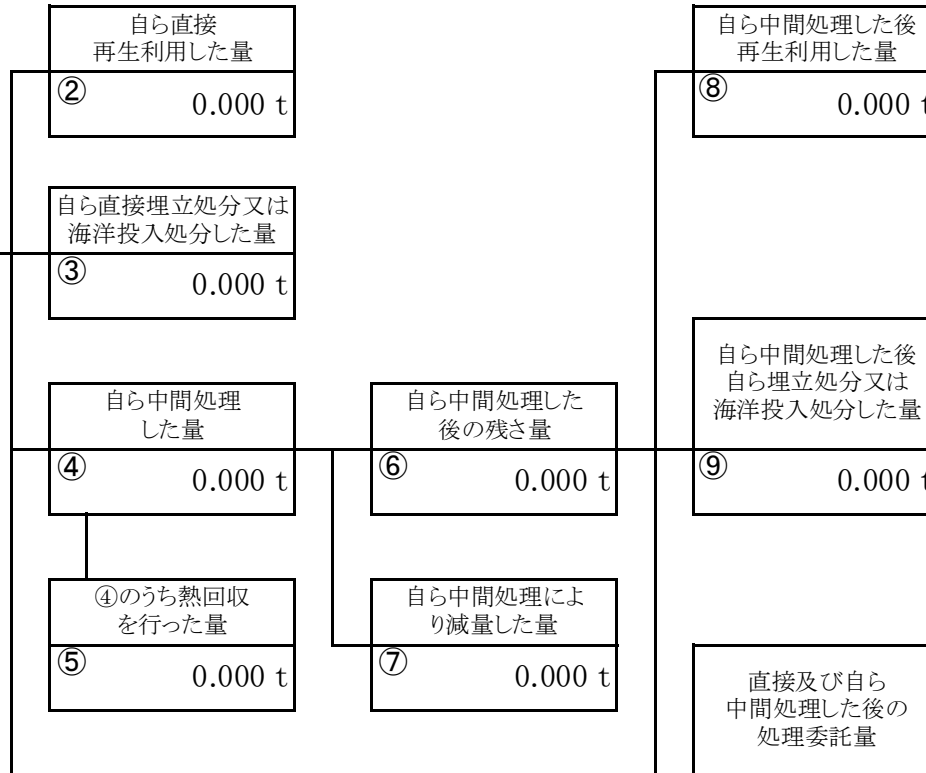 自ら直接
再生利用した量
②
0.000 t
自ら直接埋立処分又は
海洋投入処分した量
③
0.000 t
自ら中間処理
した量
④
0.000 t
④のうち熱回収
を行った量
⑤
0.000 t
自ら中間処理した
後の残さ量
⑥
0.000 t
自ら中間処理によ
り減量した量
⑦
0.000 t
自ら中間処理した後
再生利用した量
⑧
0.000 t
自ら中間処理した後
自ら埋立処分又は
海洋投入処分した量
⑨
0.000 t
直接及び自ら
中間処理した後の
処理委託量